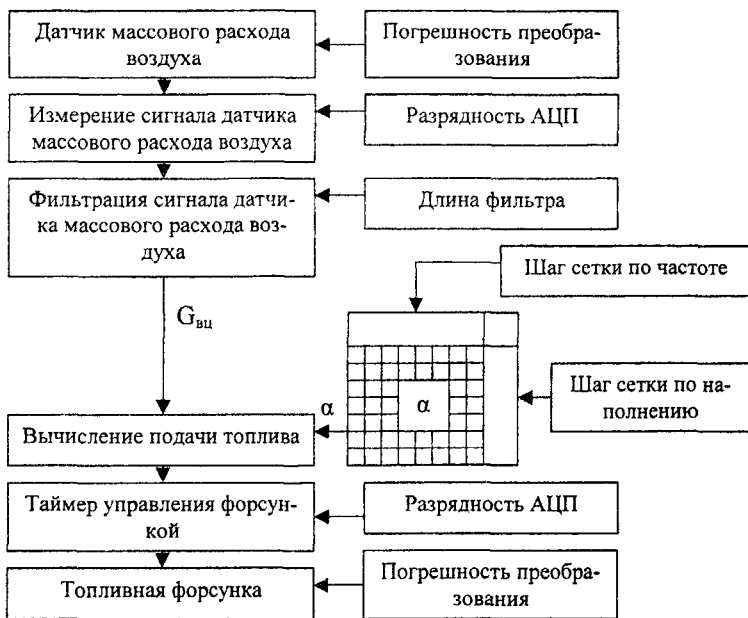 Датчик массового расхода
воздуха
Погрешность преобра-
зования
Измерение сигнала датчика
массового расхода воздуха
Разрядность АЦП
Фильтрация сигнала датчи-
ка массового расхода воз-
духа
Длина фильтра
Шаг сетки по частоте
Gвц
Шаг сетки по на-
полнению
α
α
Вычисление подачи топлива
Таймер управления форсун-
кой
Разрядность АЦП
Топливная форсунка
Погрешность преобра-
зования